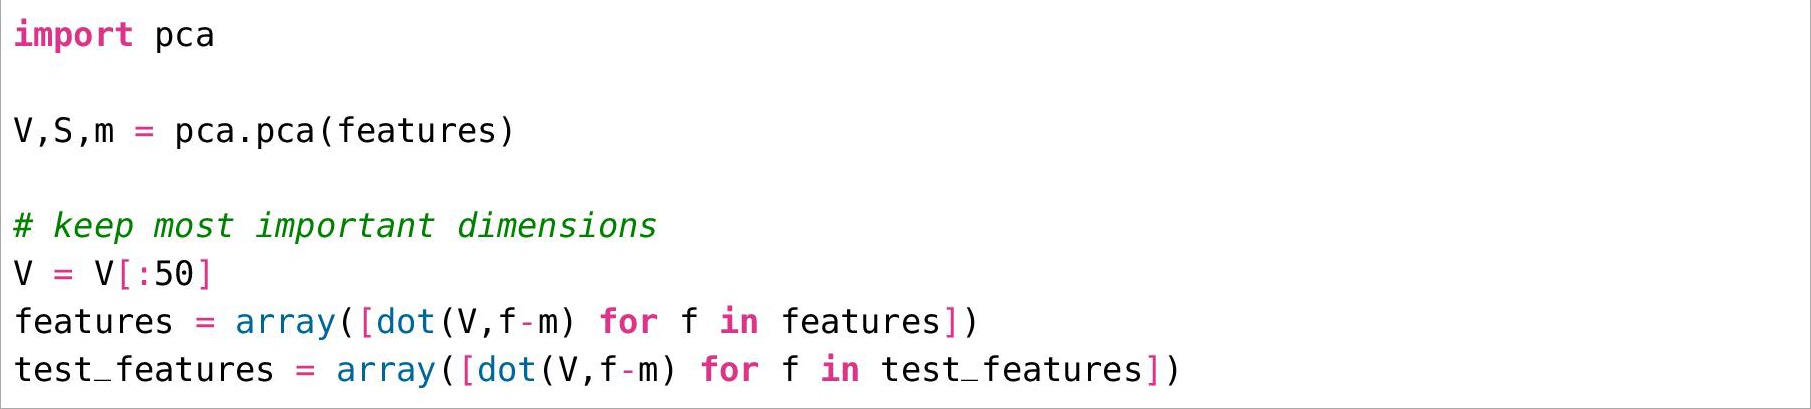 import pca
V,S,m = pca.pca(features)
# keep most important dimensions
V = V[:50]
features = array([dot(V,f-m) for f in features])
test_features = array([dot(V,f-m) for f in test_features])